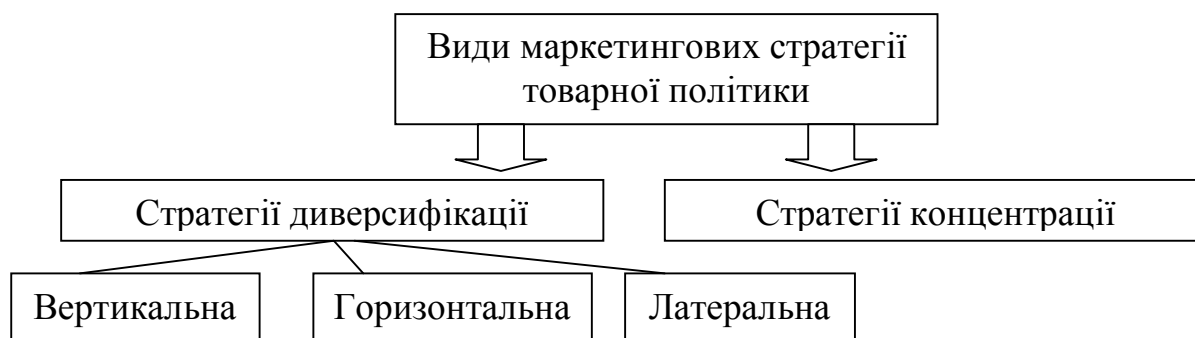 Види маркетингових стратегії
товарної політики
Стратегії диверсифікації
Стратегії концентрації
Вертикальна
Горизонтальна
Латеральна